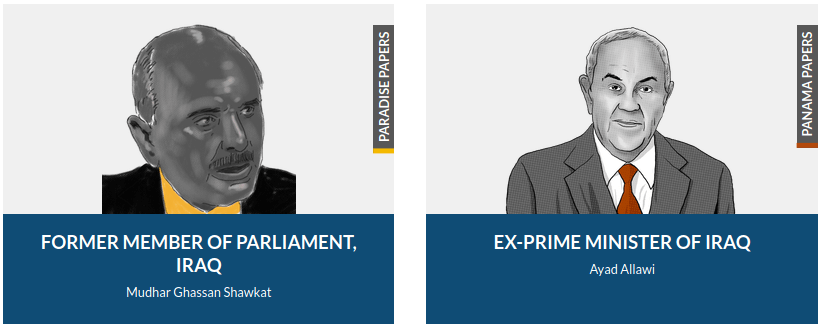 PARADISE PAPERS
FORMER MEMBER OF PARLIAMENT,
IRAQ
Mudhar Ghassan Shawkat
PANAMA PAPERS
EX-PRIME MINISTER OF IRAQ
Ayad Allawi